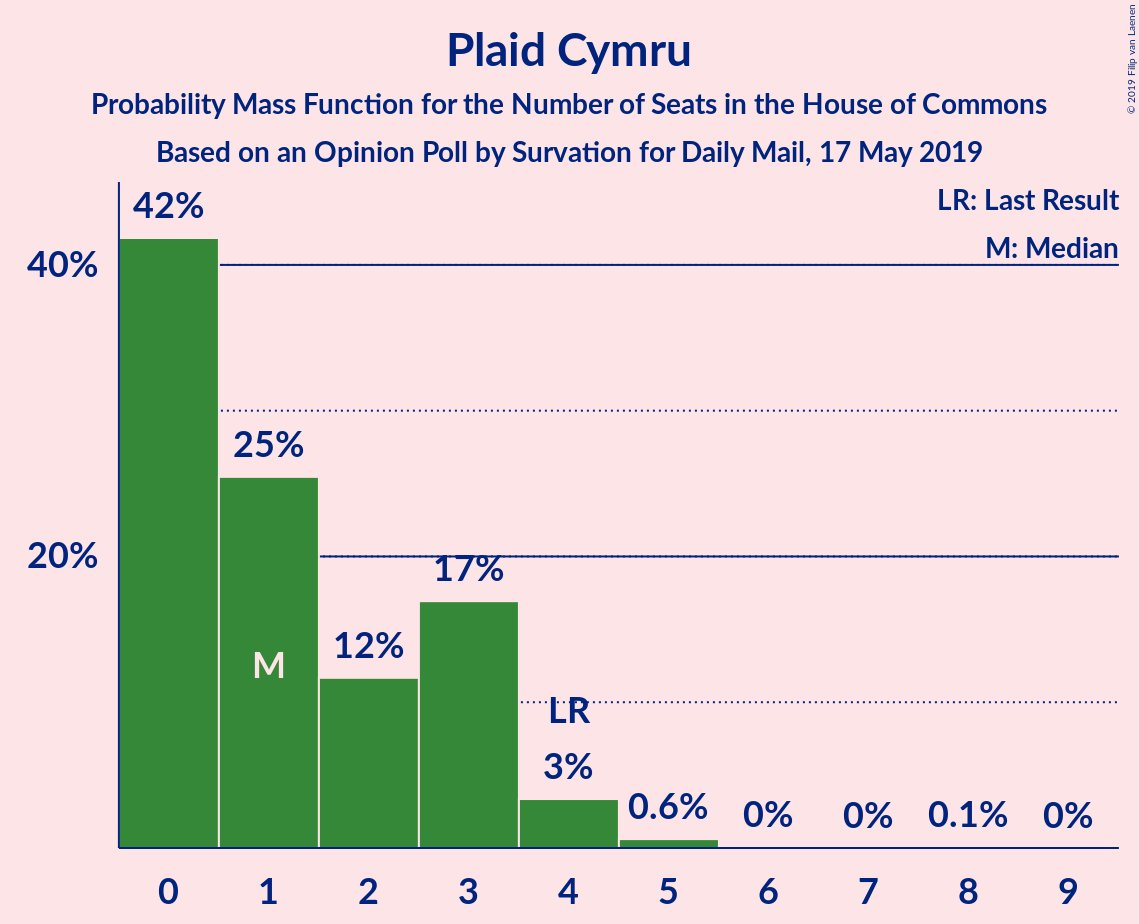 Plaid Cymru
Probability Mass Function for the Number of Seats in the House of Commons
Based on an Opinion Poll by Survation for Daily Mail, 17 May 2019
© 2019 Filip van Laenen
LR: Last Result
M: Median
42%
40%
25%
20%
17%
12%
M
LR
3%
0.6%
0%
0%
0.1%
0%
0 1 2 3 4 5 6 7 8 9